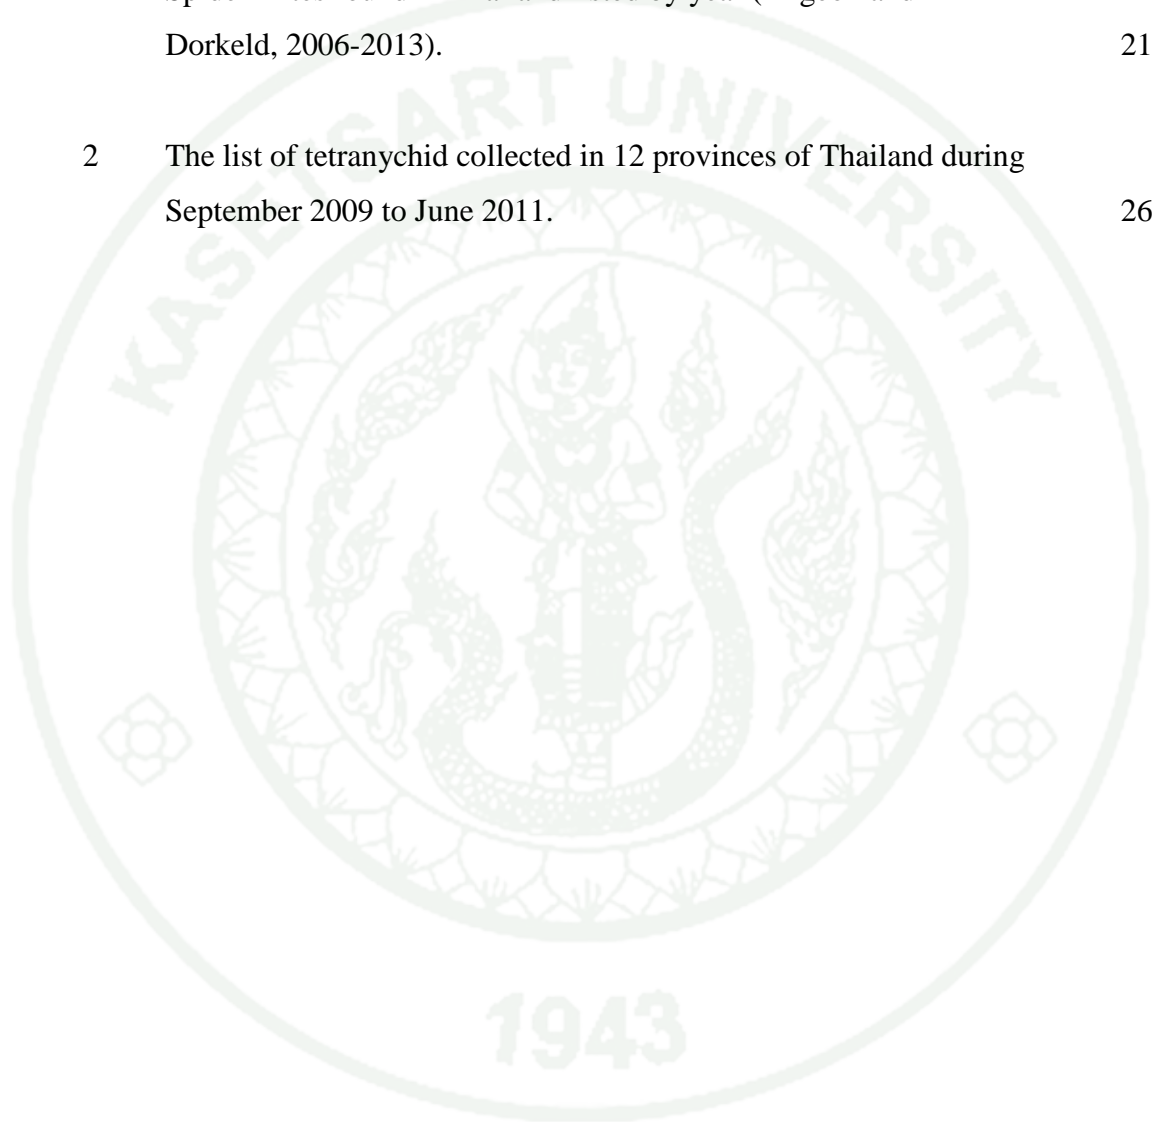 Dorkeld, 2006-2013). 21
2 The list of tetranychid collected in 12 provinces of Thailand during
September 2009 to June 2011. 26
KASETSART UNIVERSITY
1943